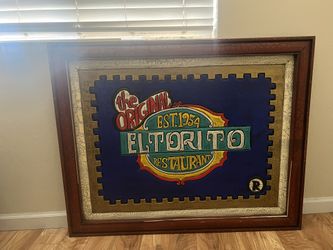 the
ORIGINAL
EST. 1954
EL TORITO
RESTAURANT
R